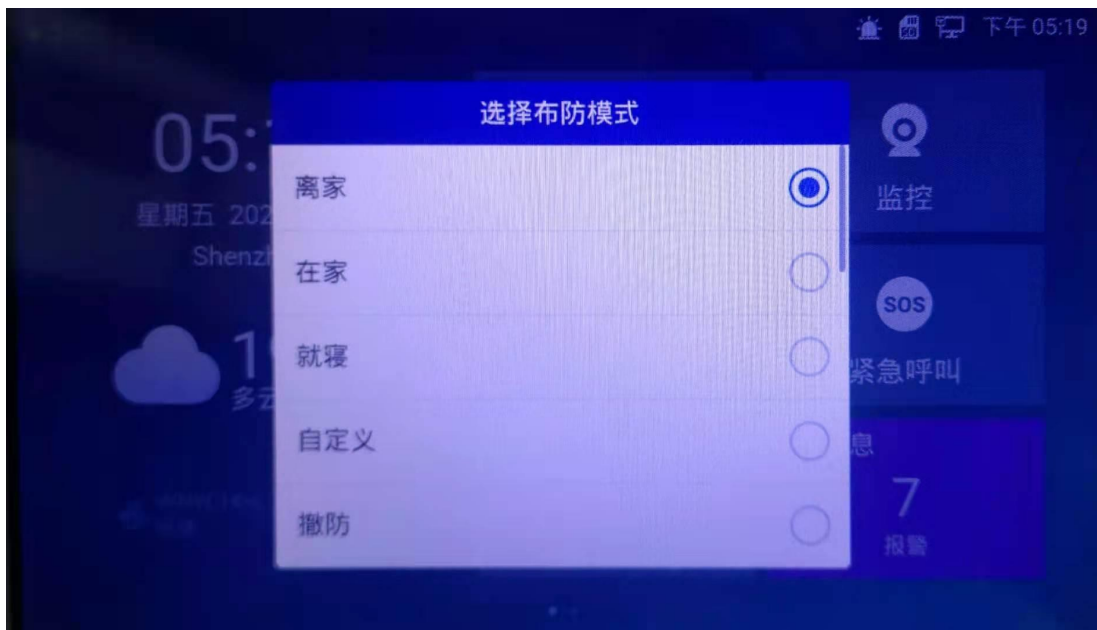 下午 05:19
选择布防模式
05:
离家
监控
星期五 202
Shenzh
在家
SOS
就寝
紧急呼叫
多云
自定义
息
7
撤防
报警